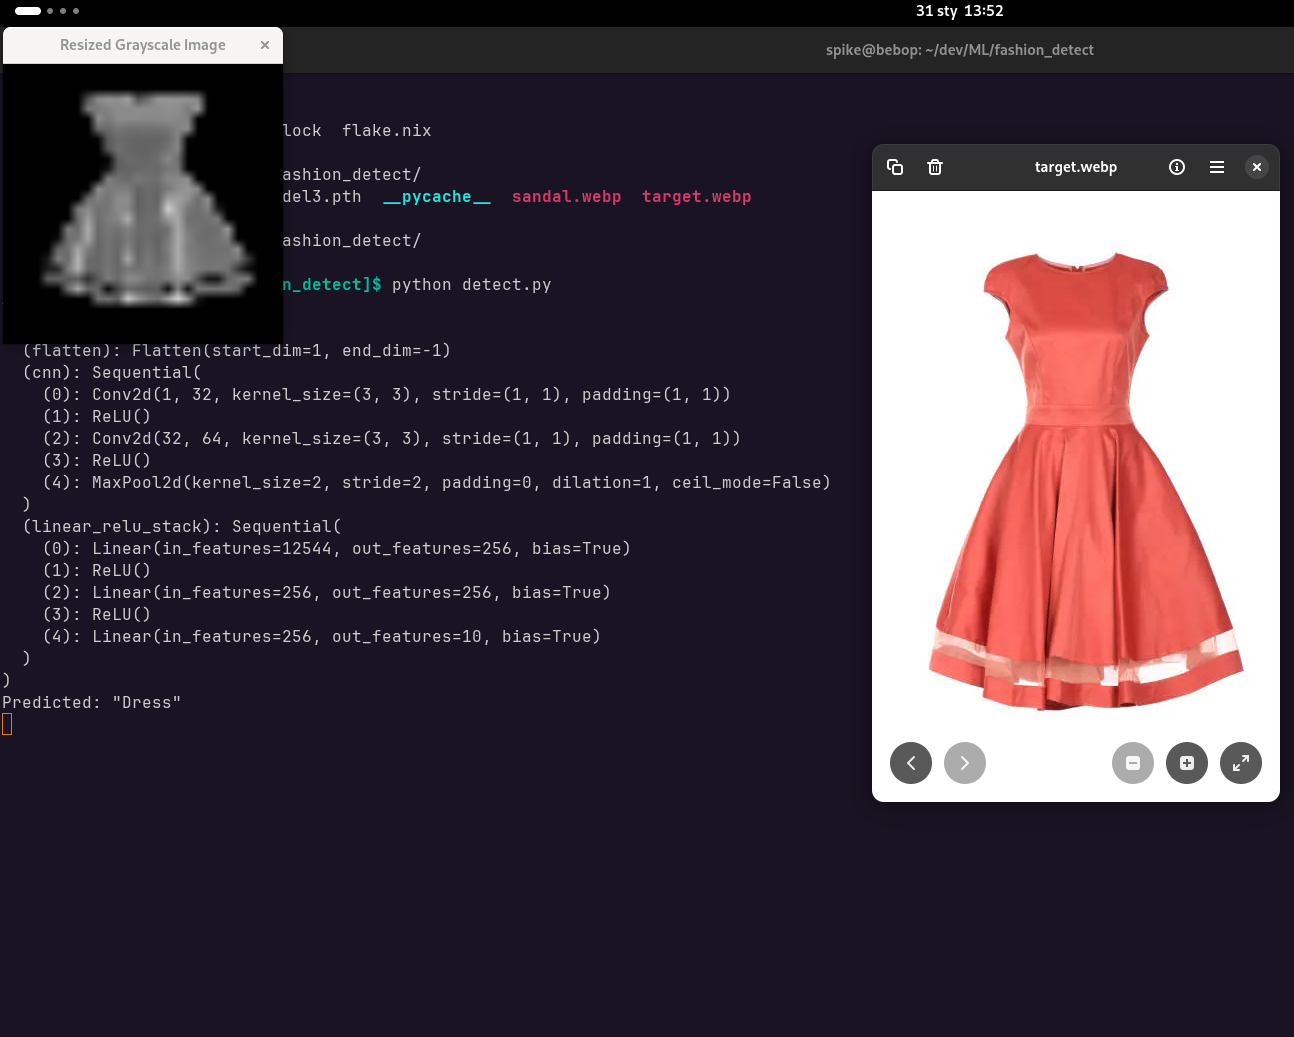 31 sty 13:52
Resized Grayscale Image
spike@bebop: ~/dev/ML/fashion_detect
lock flake.nix
ashion_detect/
del3.pth __pycache__ sandal.webp target.webp
ashion_detect/
n_detect]$ python detect.py
(flatten): Flatten(start_dim=1, end_dim=-1)
(cnn): Sequential(
(0): Conv2d(1, 32, kernel_size=(3, 3), stride=(1, 1), padding=(1, 1))
(1): ReLU()
(2): Conv2d(32, 64, kernel_size=(3, 3), stride=(1, 1), padding=(1, 1))
(3): ReLU()
(4): MaxPool2d(kernel_size=2, stride=2, padding=0, dilation=1, ceil_mode=False)
)
(linear_relu_stack): Sequential(
(0): Linear(in_features=12544, out_features=256, bias=True)
(1): ReLU()
(2): Linear(in_features=256, out_features=256, bias=True)
(3): ReLU()
(4): Linear(in_features=256, out_features=10, bias=True)
)
)
Predicted: "Dress"
target.webp